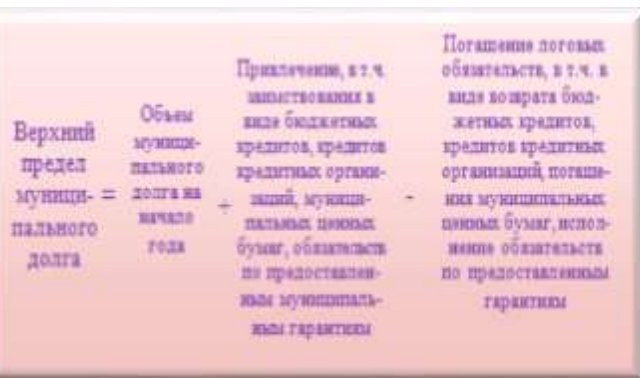 Верхний
предел
муници-
пального
долга
=
Объем
муници-
пального
долга на
начало
года
+
Привлечение, в т.ч.
заимствования в
виде бюджетных
кредитов, кредитов
кредитных органи-
заций, муници-
пальных ценных
бумаг, обязательств
по предоставлен-
ным муниципаль-
ным гарантиям
-
Погашение логовых
обязательств, в т.ч. в
виде возврата бюд-
жетных кредитов,
кредитов кредитных
организаций, погаше-
ния муниципальных
ценных бумаг, испол-
нение обязательств
по предоставленным
гарантиям